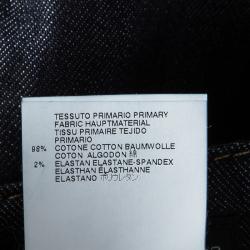 TESSUTO PRIMARIO PRIMARY
FABRIC HAUPTMATERIAL
TISSU PRIMAIRE TEJIDO
PRIMARIO
98% COTONE COTTON BAUMWOLLE
COTON ALGODON 綿
2% ELASTAN ELASTANE-SPANDEX
ELASTHAN ELASTHANNE
ELASTANO ポリウレタン